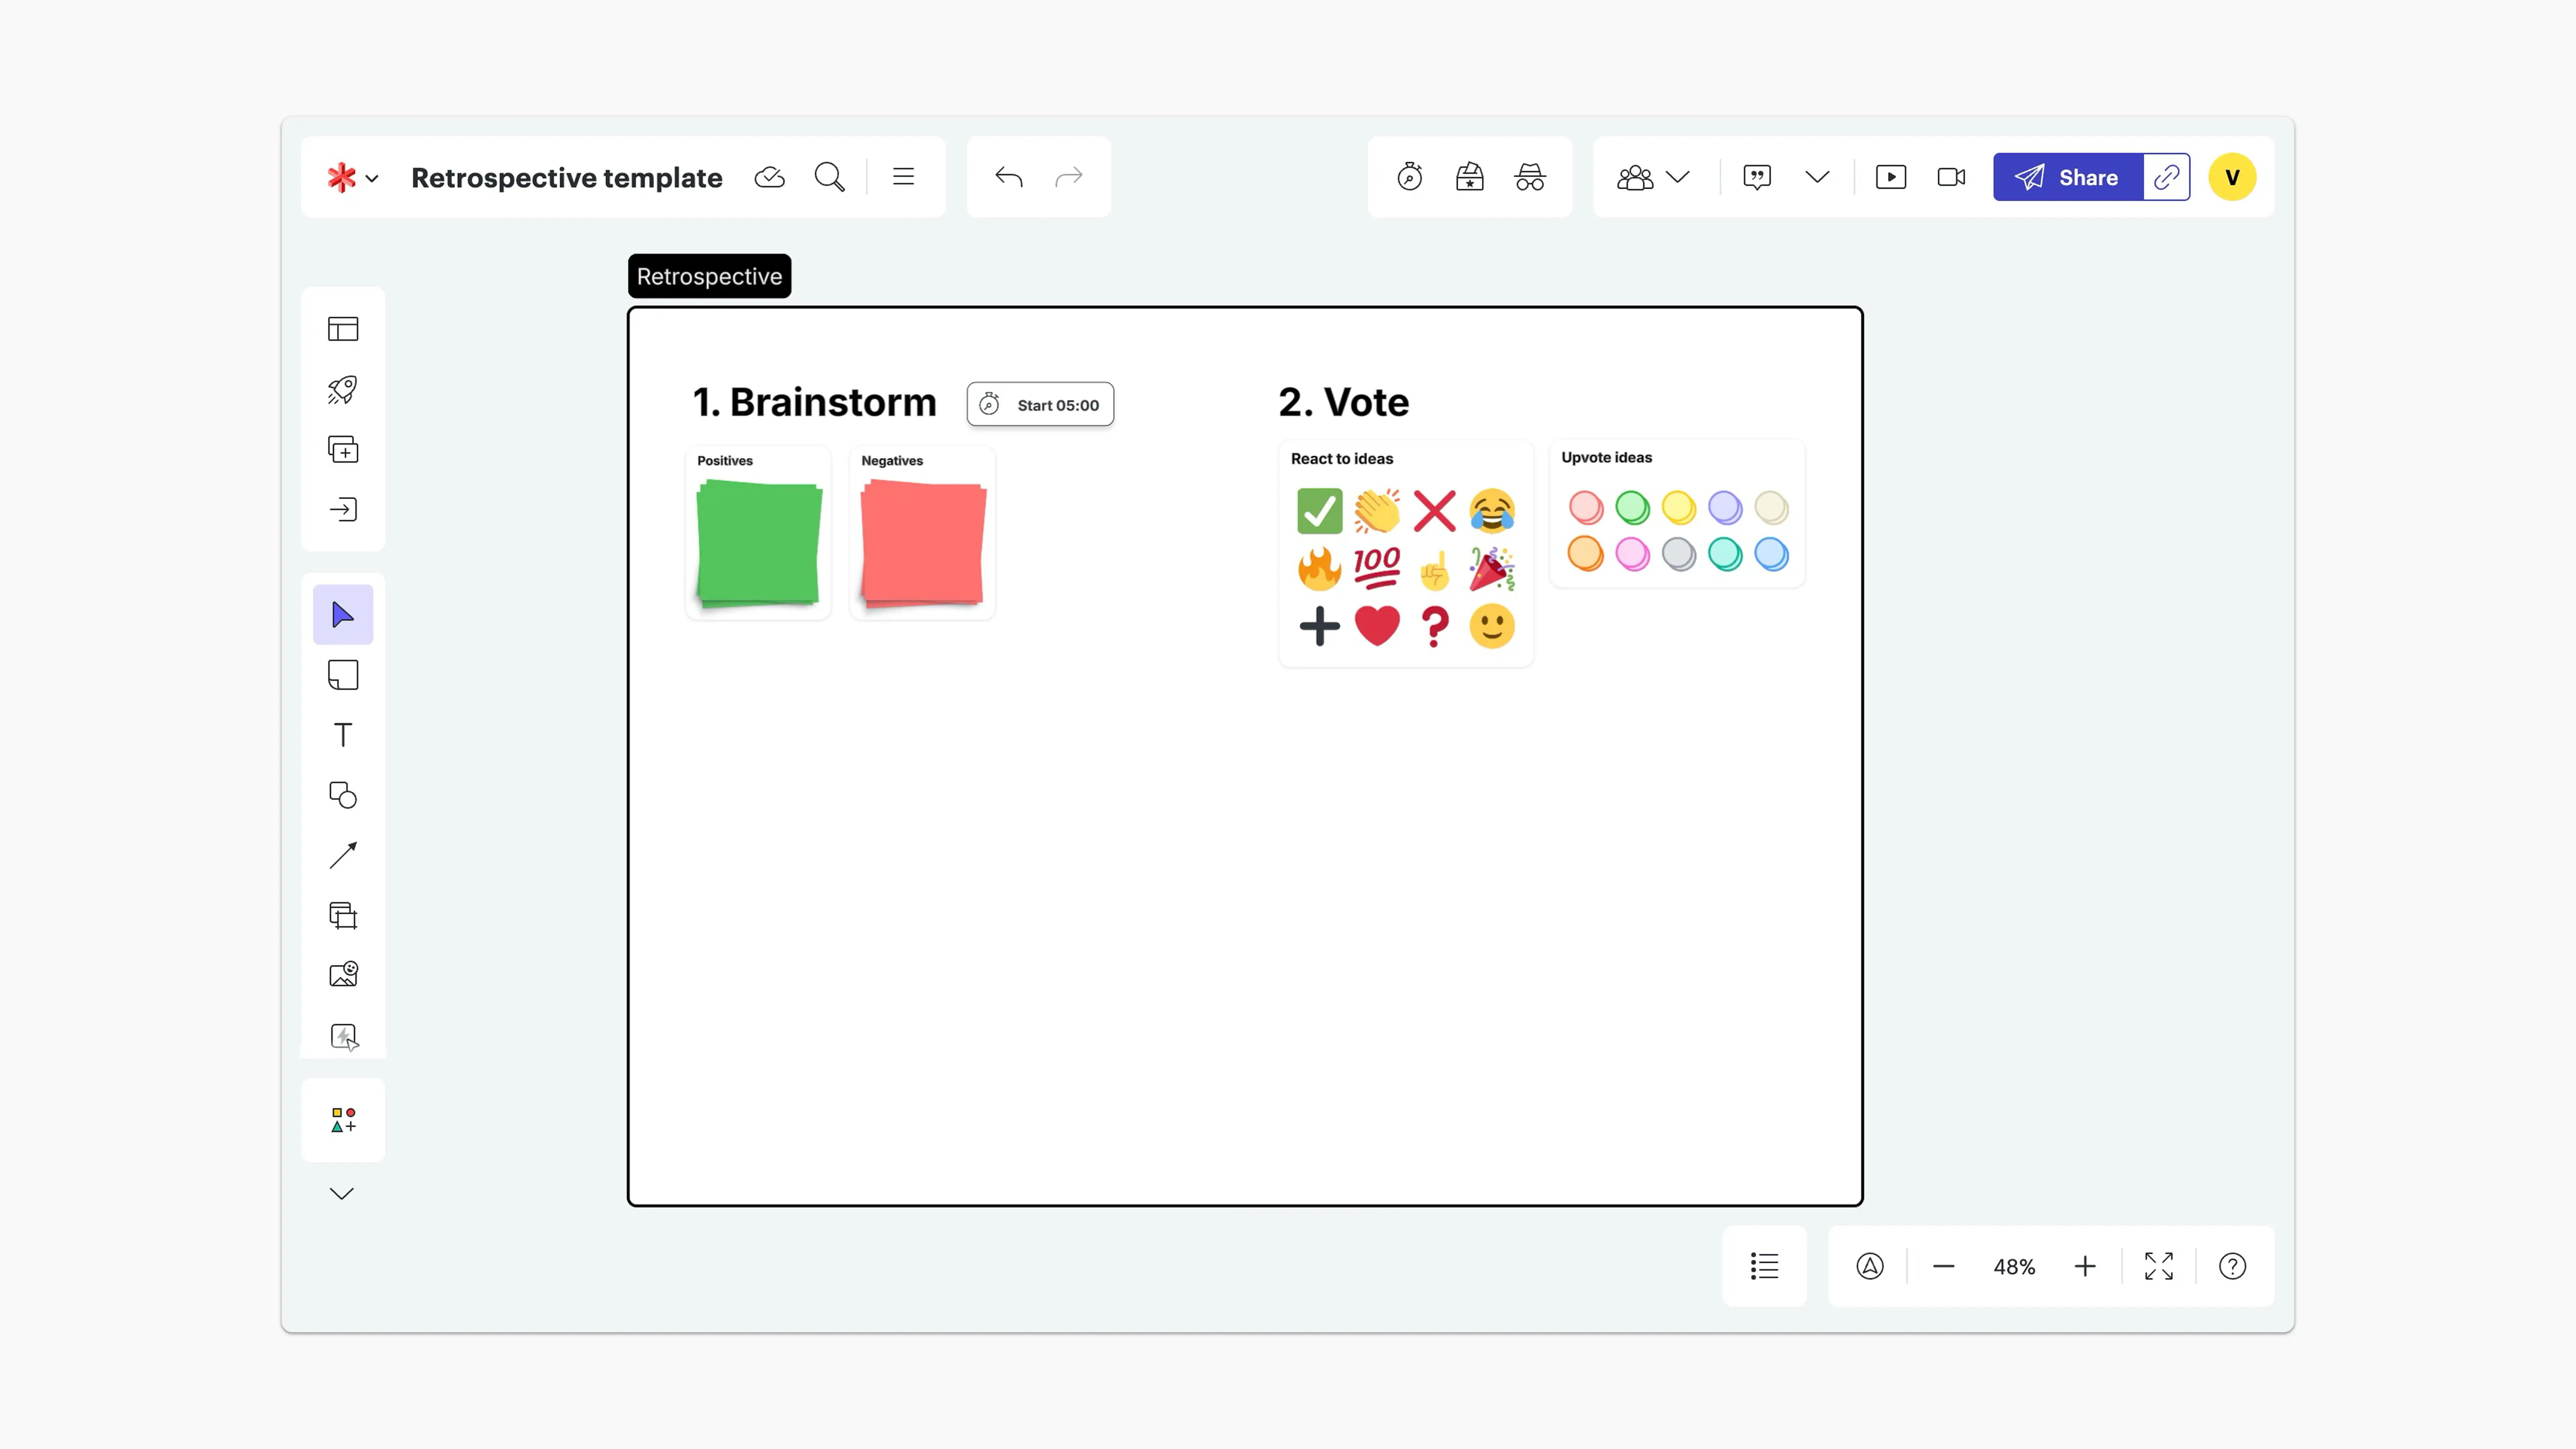 Retrospective template
Share
V
Retrospective
1. Brainstorm
Start 05:00
2. Vote
Positives
Negatives
React to ideas
Upvote ideas
100
48%